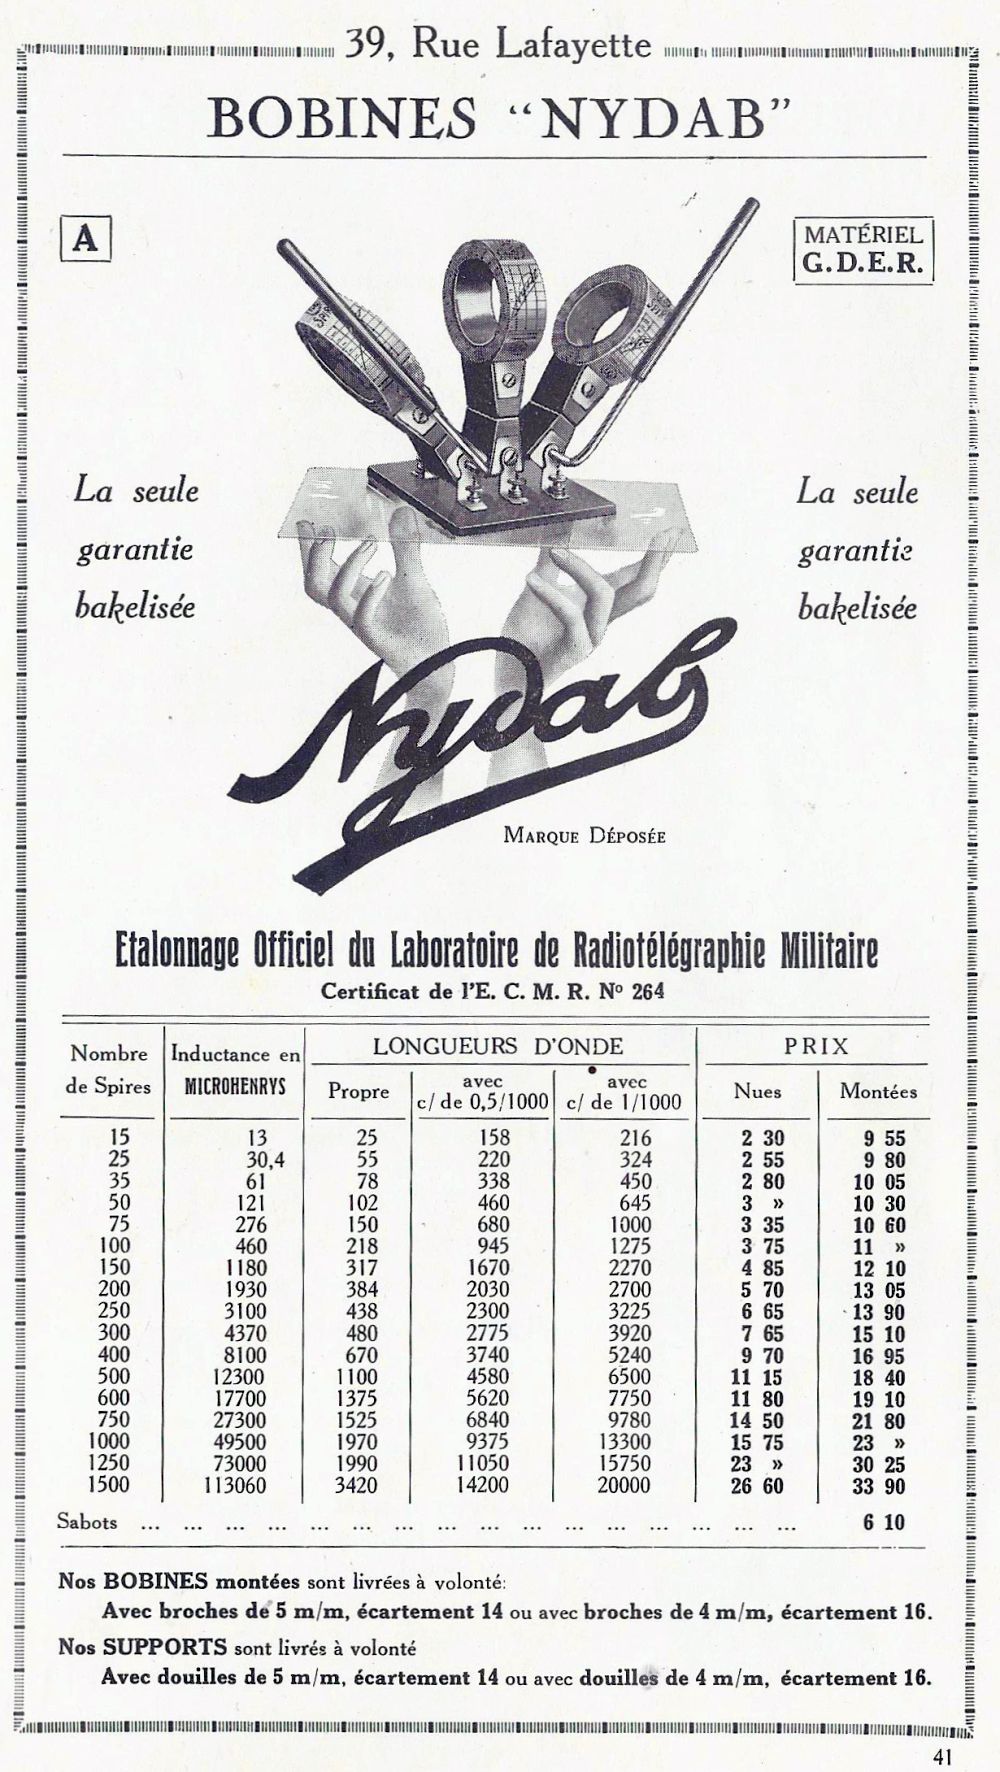 39, Rue Lafayette
BOBINES “NYDAB”
A
MATÉRIEL
G.D.E.R.
La seule
garantie
bakelisée
La seule
garantie
bakelisée
Nydab
MARQUE DÉPOSÉE
Etalonnage Officiel du Laboratoire de Radiotélégraphie Militaire
Certificat de l'E. C. M. R. Nº 264
Nombre de Spires | Inductance en MICROHENRYS | LONGUEURS D'ONDE | PRIX
Propre | avec c/ de 0,5/1000 | avec c/ de 1/1000 | Nues | Montées
15 13 25 158 216 2 30 9 55
25 30,4 55 220 324 2 55 9 80
35 61 78 338 450 2 80 10 05
50 121 102 460 645 3 » 10 30
75 276 150 680 1000 3 35 10 60
100 460 218 945 1275 3 75 11 »
150 1180 317 1670 2270 4 85 12 10
200 1930 384 2030 2700 5 70 13 05
250 3100 438 2300 3225 6 65 13 90
300 4370 480 2775 3920 7 65 15 10
400 8100 670 3740 5240 9 70 16 95
500 12300 1100 4580 6500 11 15 18 40
600 17700 1375 5620 7750 11 80 19 10
750 27300 1525 6840 9780 14 50 21 80
1000 49500 1970 9375 13300 15 75 23 »
1250 73000 1990 11050 15750 23 » 30 25
1500 113060 3420 14200 20000 26 60 33 90
Sabots ... ... ... ... ... ... ... ... ... ... ... ... ... ... ... ... 6 10
Nos BOBINES montées sont livrées à volonté:
Avec broches de 5 m/m, écartement 14 ou avec broches de 4 m/m, écartement 16.
Nos SUPPORTS sont livrés à volonté
Avec douilles de 5 m/m, écartement 14 ou avec douilles de 4 m/m, écartement 16.
41